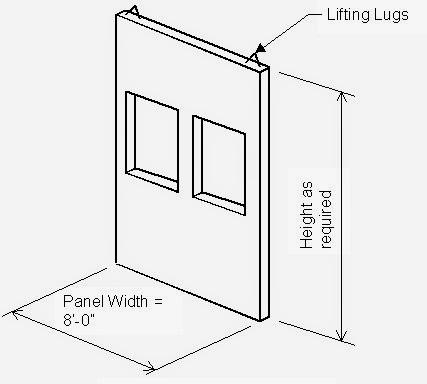 Lifting Lugs
Height as
required
Panel Width =
8'-0"